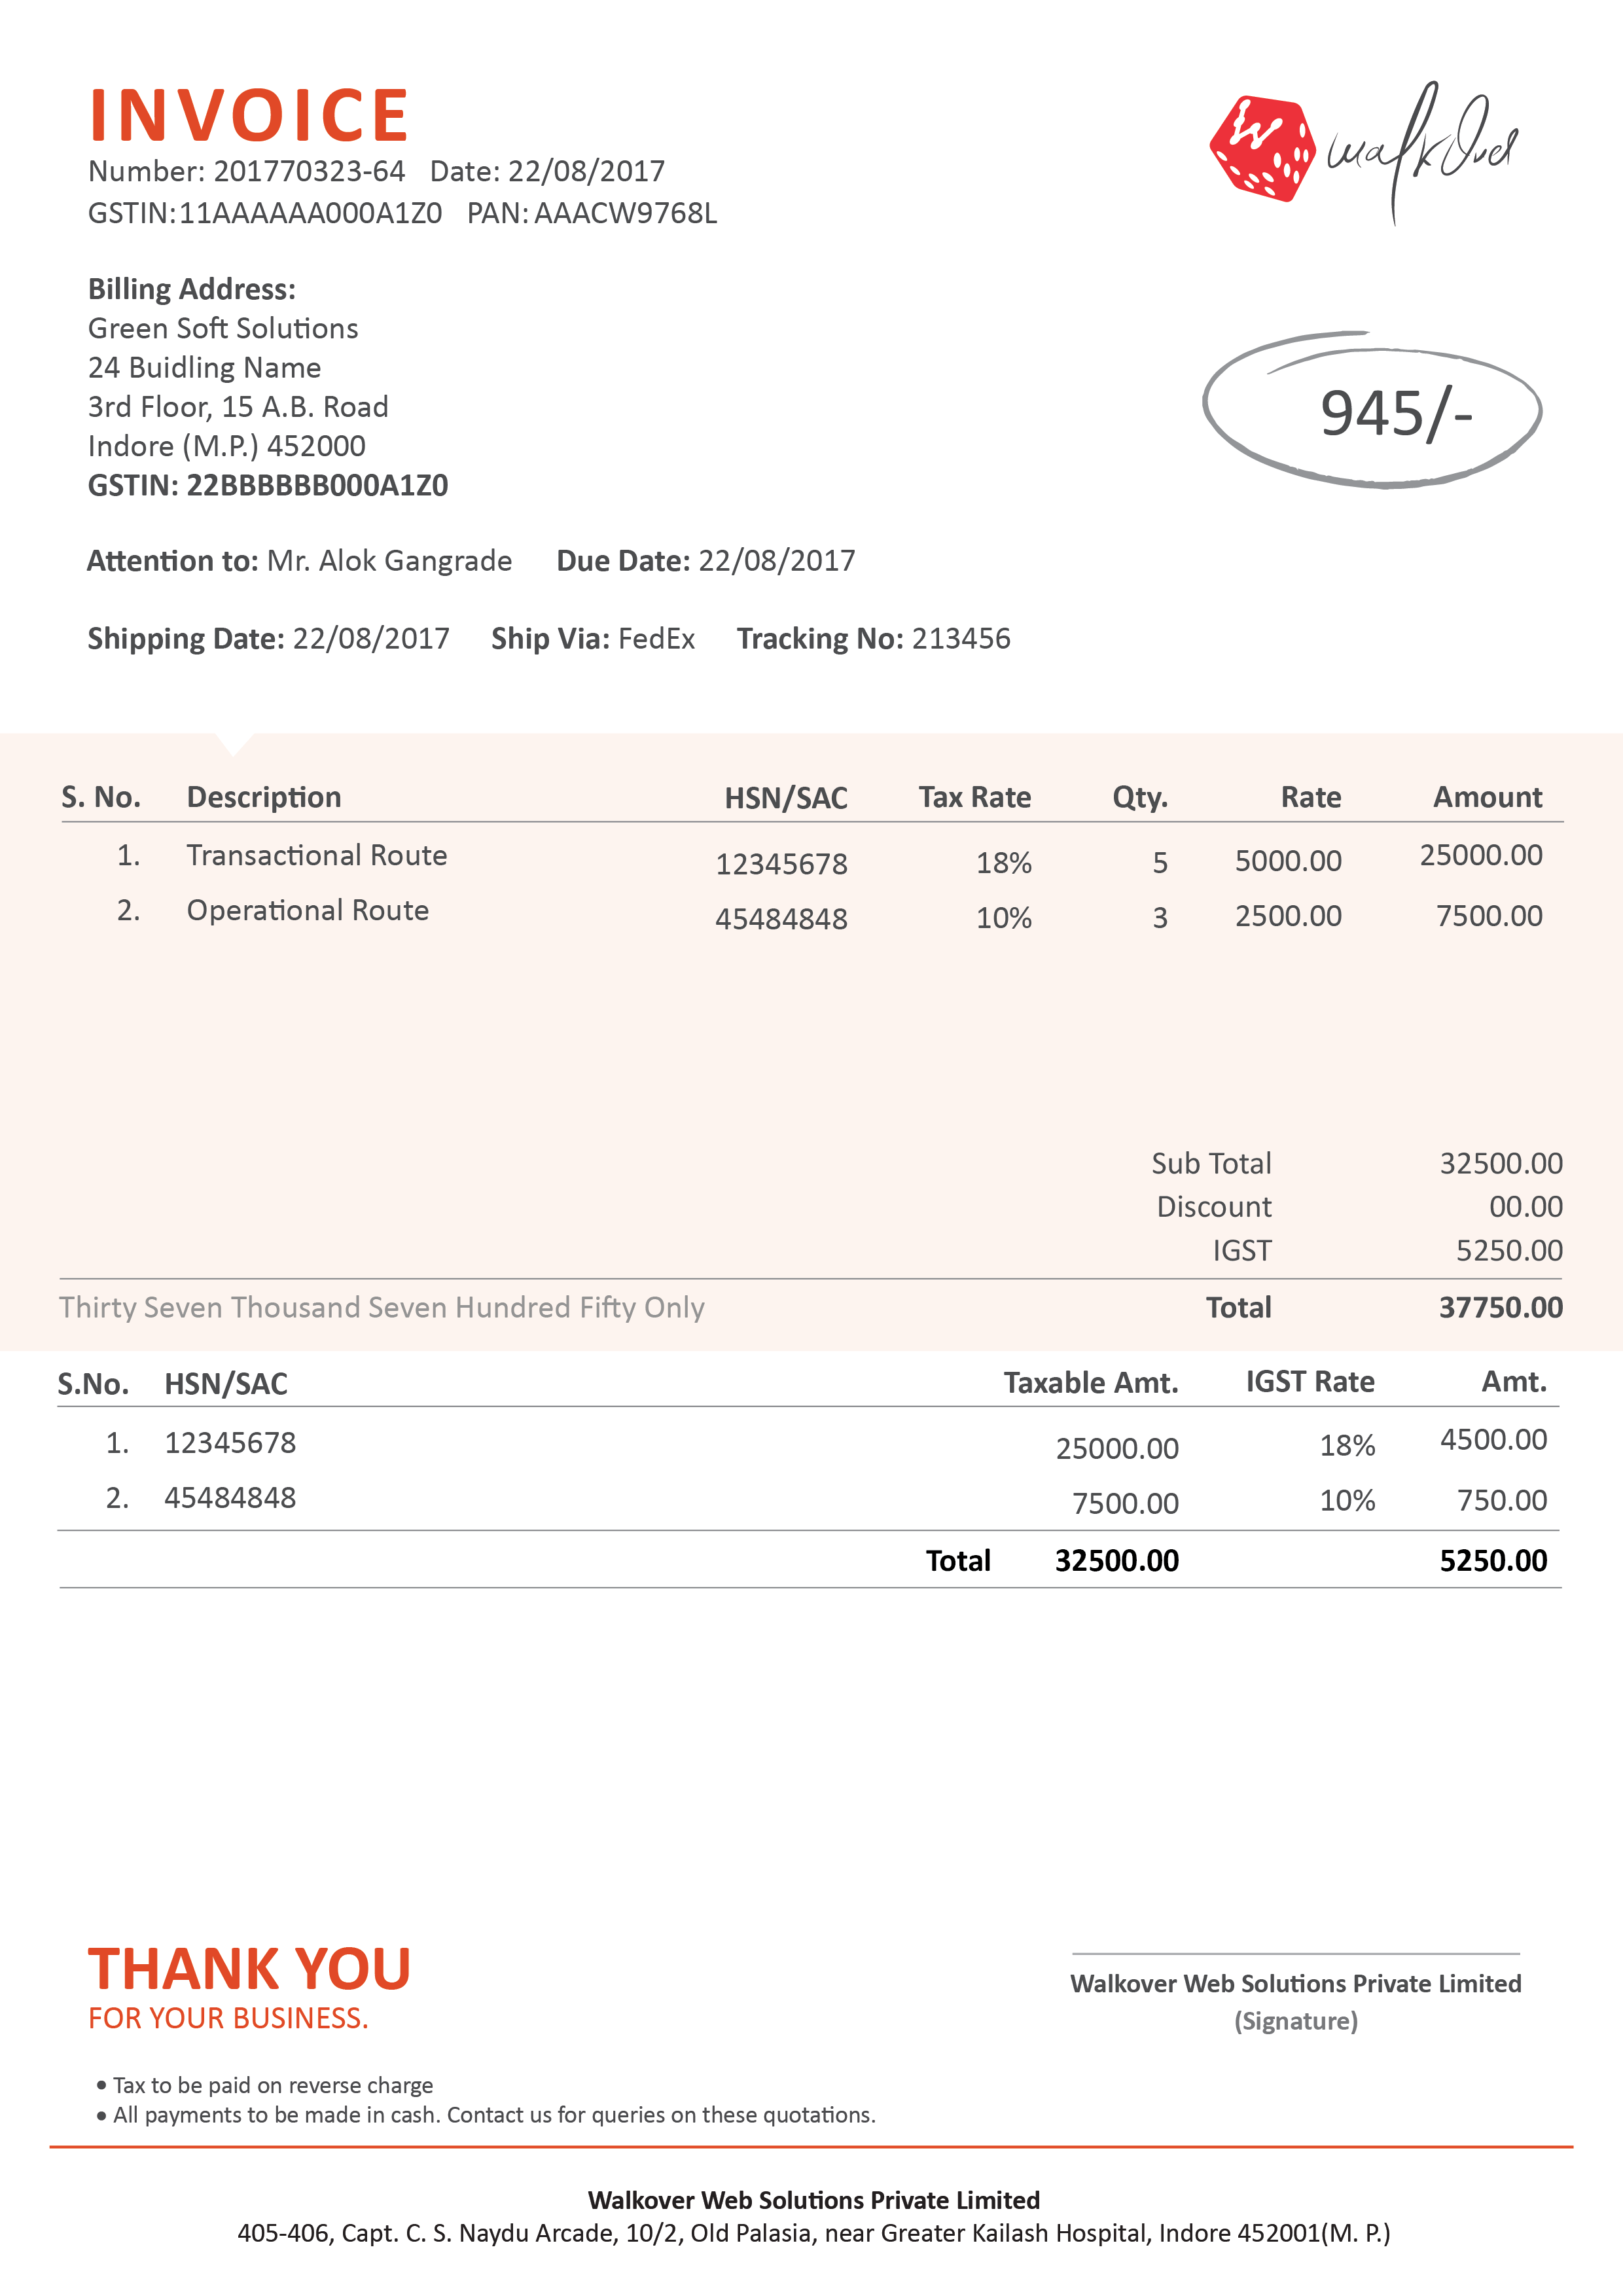 INVOICE
Number: 201770323-64 Date: 22/08/2017
GSTIN:11AAAAAA000A1Z0 PAN: AAACW9768L
W walkover
Billing Address:
Green Soft Solutions
24 Buidling Name
3rd Floor, 15 A.B. Road
Indore (M.P.) 452000
GSTIN: 22BBBBBB000A1Z0
945/-
Attention to: Mr. Alok Gangrade Due Date: 22/08/2017
Shipping Date: 22/08/2017 Ship Via: FedEx Tracking No: 213456
S. No. Description HSN/SAC Tax Rate Qty. Rate Amount
1. Transactional Route 12345678 18% 5 5000.00 25000.00
2. Operational Route 45484848 10% 3 2500.00 7500.00
Sub Total 32500.00
Discount 00.00
IGST 5250.00
Thirty Seven Thousand Seven Hundred Fifty Only Total 37750.00
S.No. HSN/SAC Taxable Amt. IGST Rate Amt.
1. 12345678 25000.00 18% 4500.00
2. 45484848 7500.00 10% 750.00
Total 32500.00 5250.00
THANK YOU
FOR YOUR BUSINESS.
Walkover Web Solutions Private Limited
(Signature)
• Tax to be paid on reverse charge
• All payments to be made in cash. Contact us for queries on these quotations.
Walkover Web Solutions Private Limited
405-406, Capt. C. S. Naydu Arcade, 10/2, Old Palasia, near Greater Kailash Hospital, Indore 452001(M. P.)